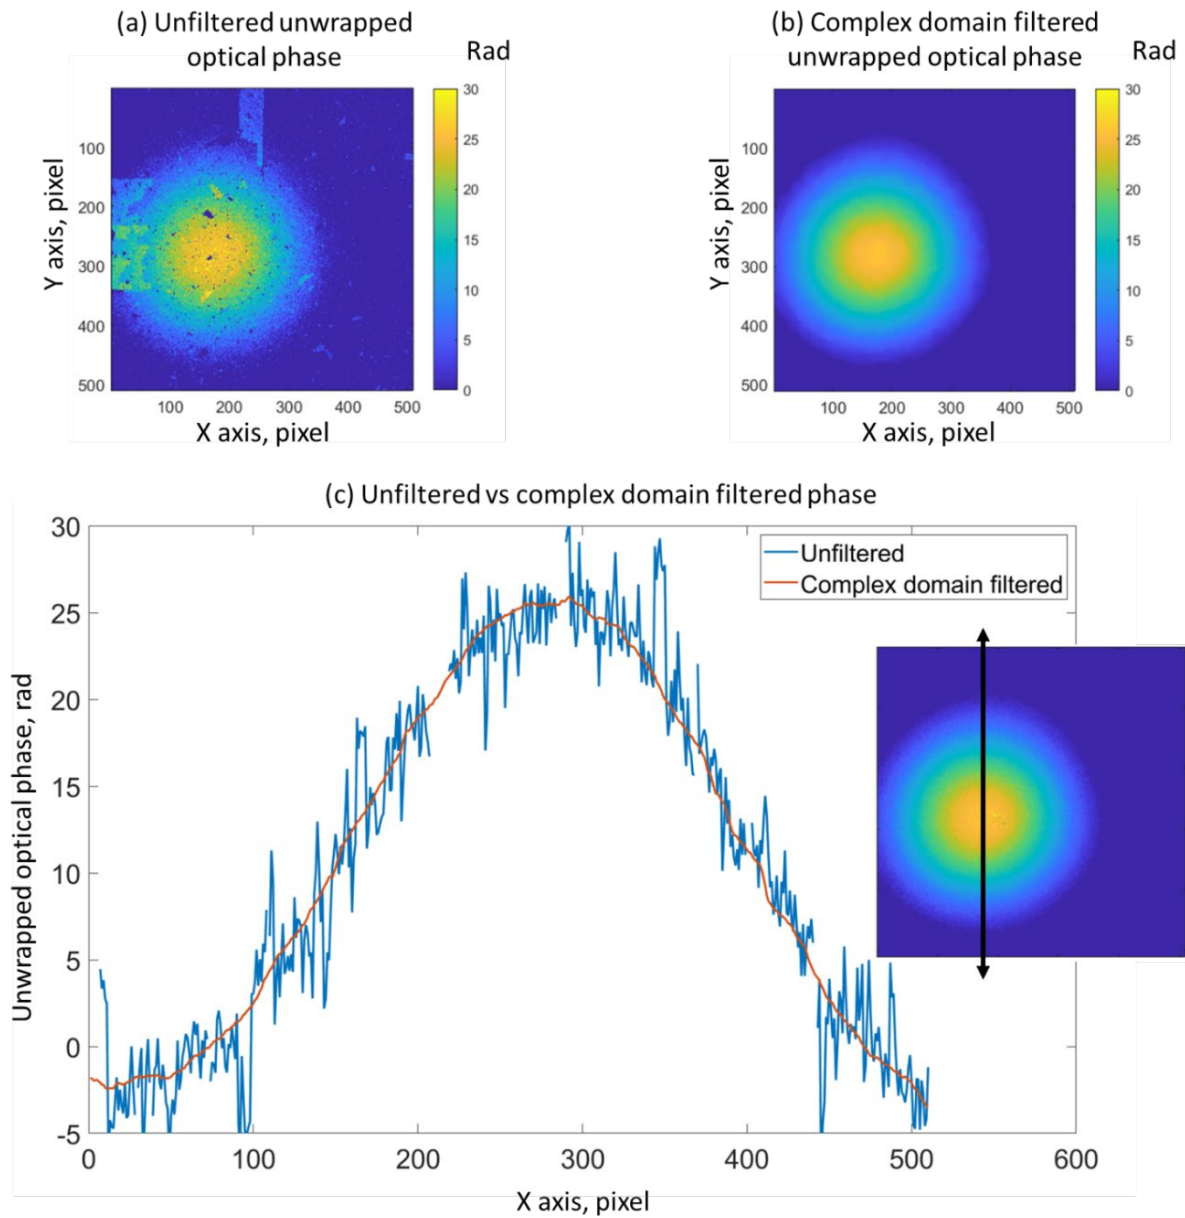 (a) Unfiltered unwrapped
optical phase
Rad
30
25
20
15
10
5
0
100
200
300
400
500
Y axis, pixel
100 200 300 400 500
X axis, pixel
(b) Complex domain filtered
unwrapped optical phase
Rad
30
25
20
15
10
5
0
100
200
300
400
500
Y axis, pixel
100 200 300 400 500
X axis, pixel
(c) Unfiltered vs complex domain filtered phase
30
25
20
15
10
5
0
-5
Unwrapped optical phase, rad
Unfiltered
Complex domain filtered
0 100 200 300 400 500 600
X axis, pixel